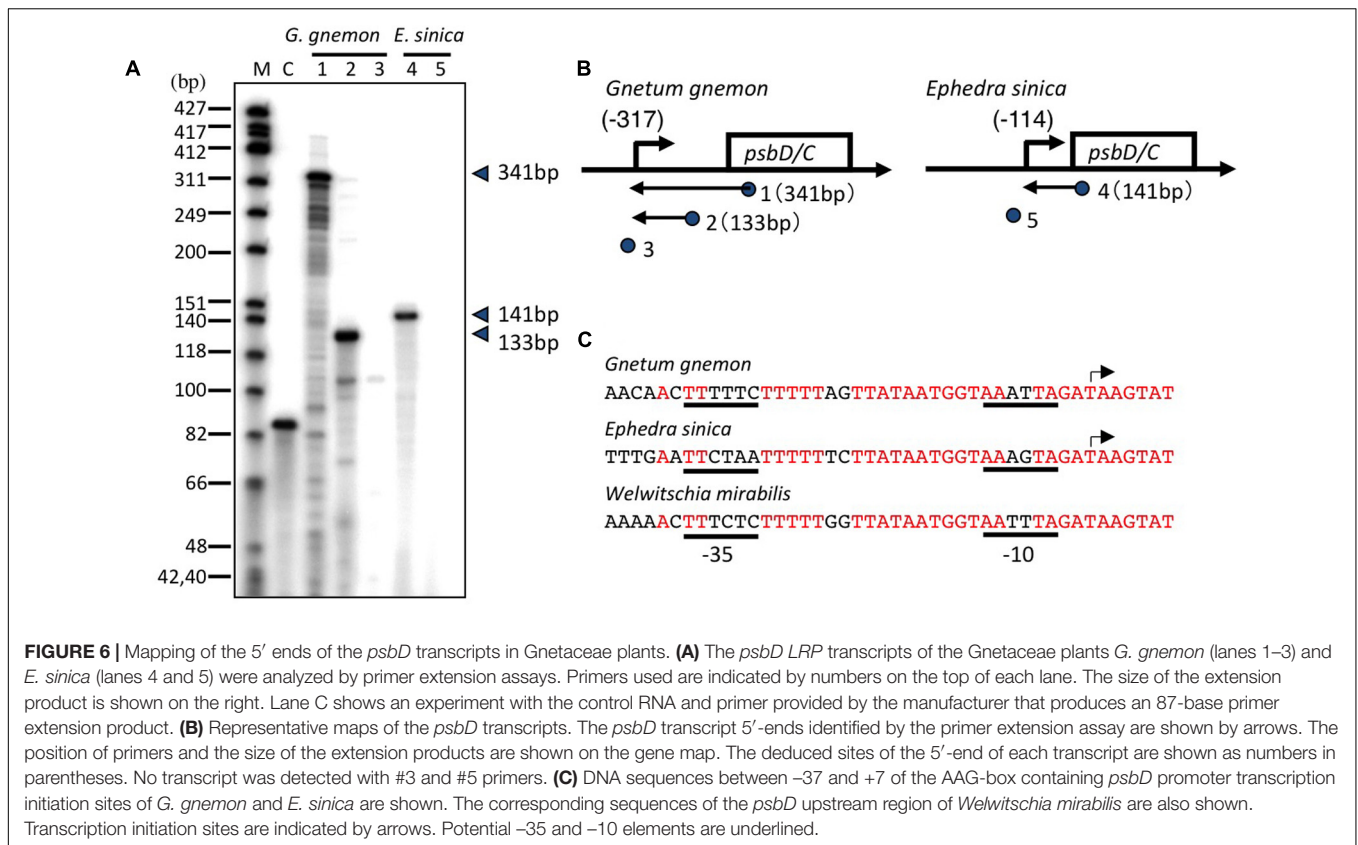 G. gnemon E. sinica
A M C 1 2 3 4 5
(bp)
427
417
412
311
249
200
151
140
118
100
82
66
48
42,40
341bp
141bp
133bp
B
Gnetum gnemon
(-317)
psbD/C
1(341bp)
2(133bp)
3
Ephedra sinica
(-114)
psbD/C
4(141bp)
5
C
Gnetum gnemon
AACAACTTTTTCTTTTTAGTTATAATGGTAAATTAGATAAGTAT
Ephedra sinica
TTTGAATTCTAATTTTTTCTTATAATGGTAAAGTAGATAAGTAT
Welwitschia mirabilis
AAAAACTTTCTCTTTTTGGTTATAATGGTAATTTAGATAAGTAT
-35 -10
FIGURE 6 | Mapping of the 5′ ends of the psbD transcripts in Gnetaceae plants. (A) The psbD LRP transcripts of the Gnetaceae plants G. gnemon (lanes 1–3) and
E. sinica (lanes 4 and 5) were analyzed by primer extension assays. Primers used are indicated by numbers on the top of each lane. The size of the extension
product is shown on the right. Lane C shows an experiment with the control RNA and primer provided by the manufacturer that produces an 87-base primer
extension product. (B) Representative maps of the psbD transcripts. The psbD transcript 5′-ends identified by the primer extension assay are shown by arrows. The
position of primers and the size of the extension products are shown on the gene map. The deduced sites of the 5′-end of each transcript are shown as numbers in
parentheses. No transcript was detected with #3 and #5 primers. (C) DNA sequences between –37 and +7 of the AAG-box containing psbD promoter transcription
initiation sites of G. gnemon and E. sinica are shown. The corresponding sequences of the psbD upstream region of Welwitschia mirabilis are also shown.
Transcription initiation sites are indicated by arrows. Potential –35 and –10 elements are underlined.